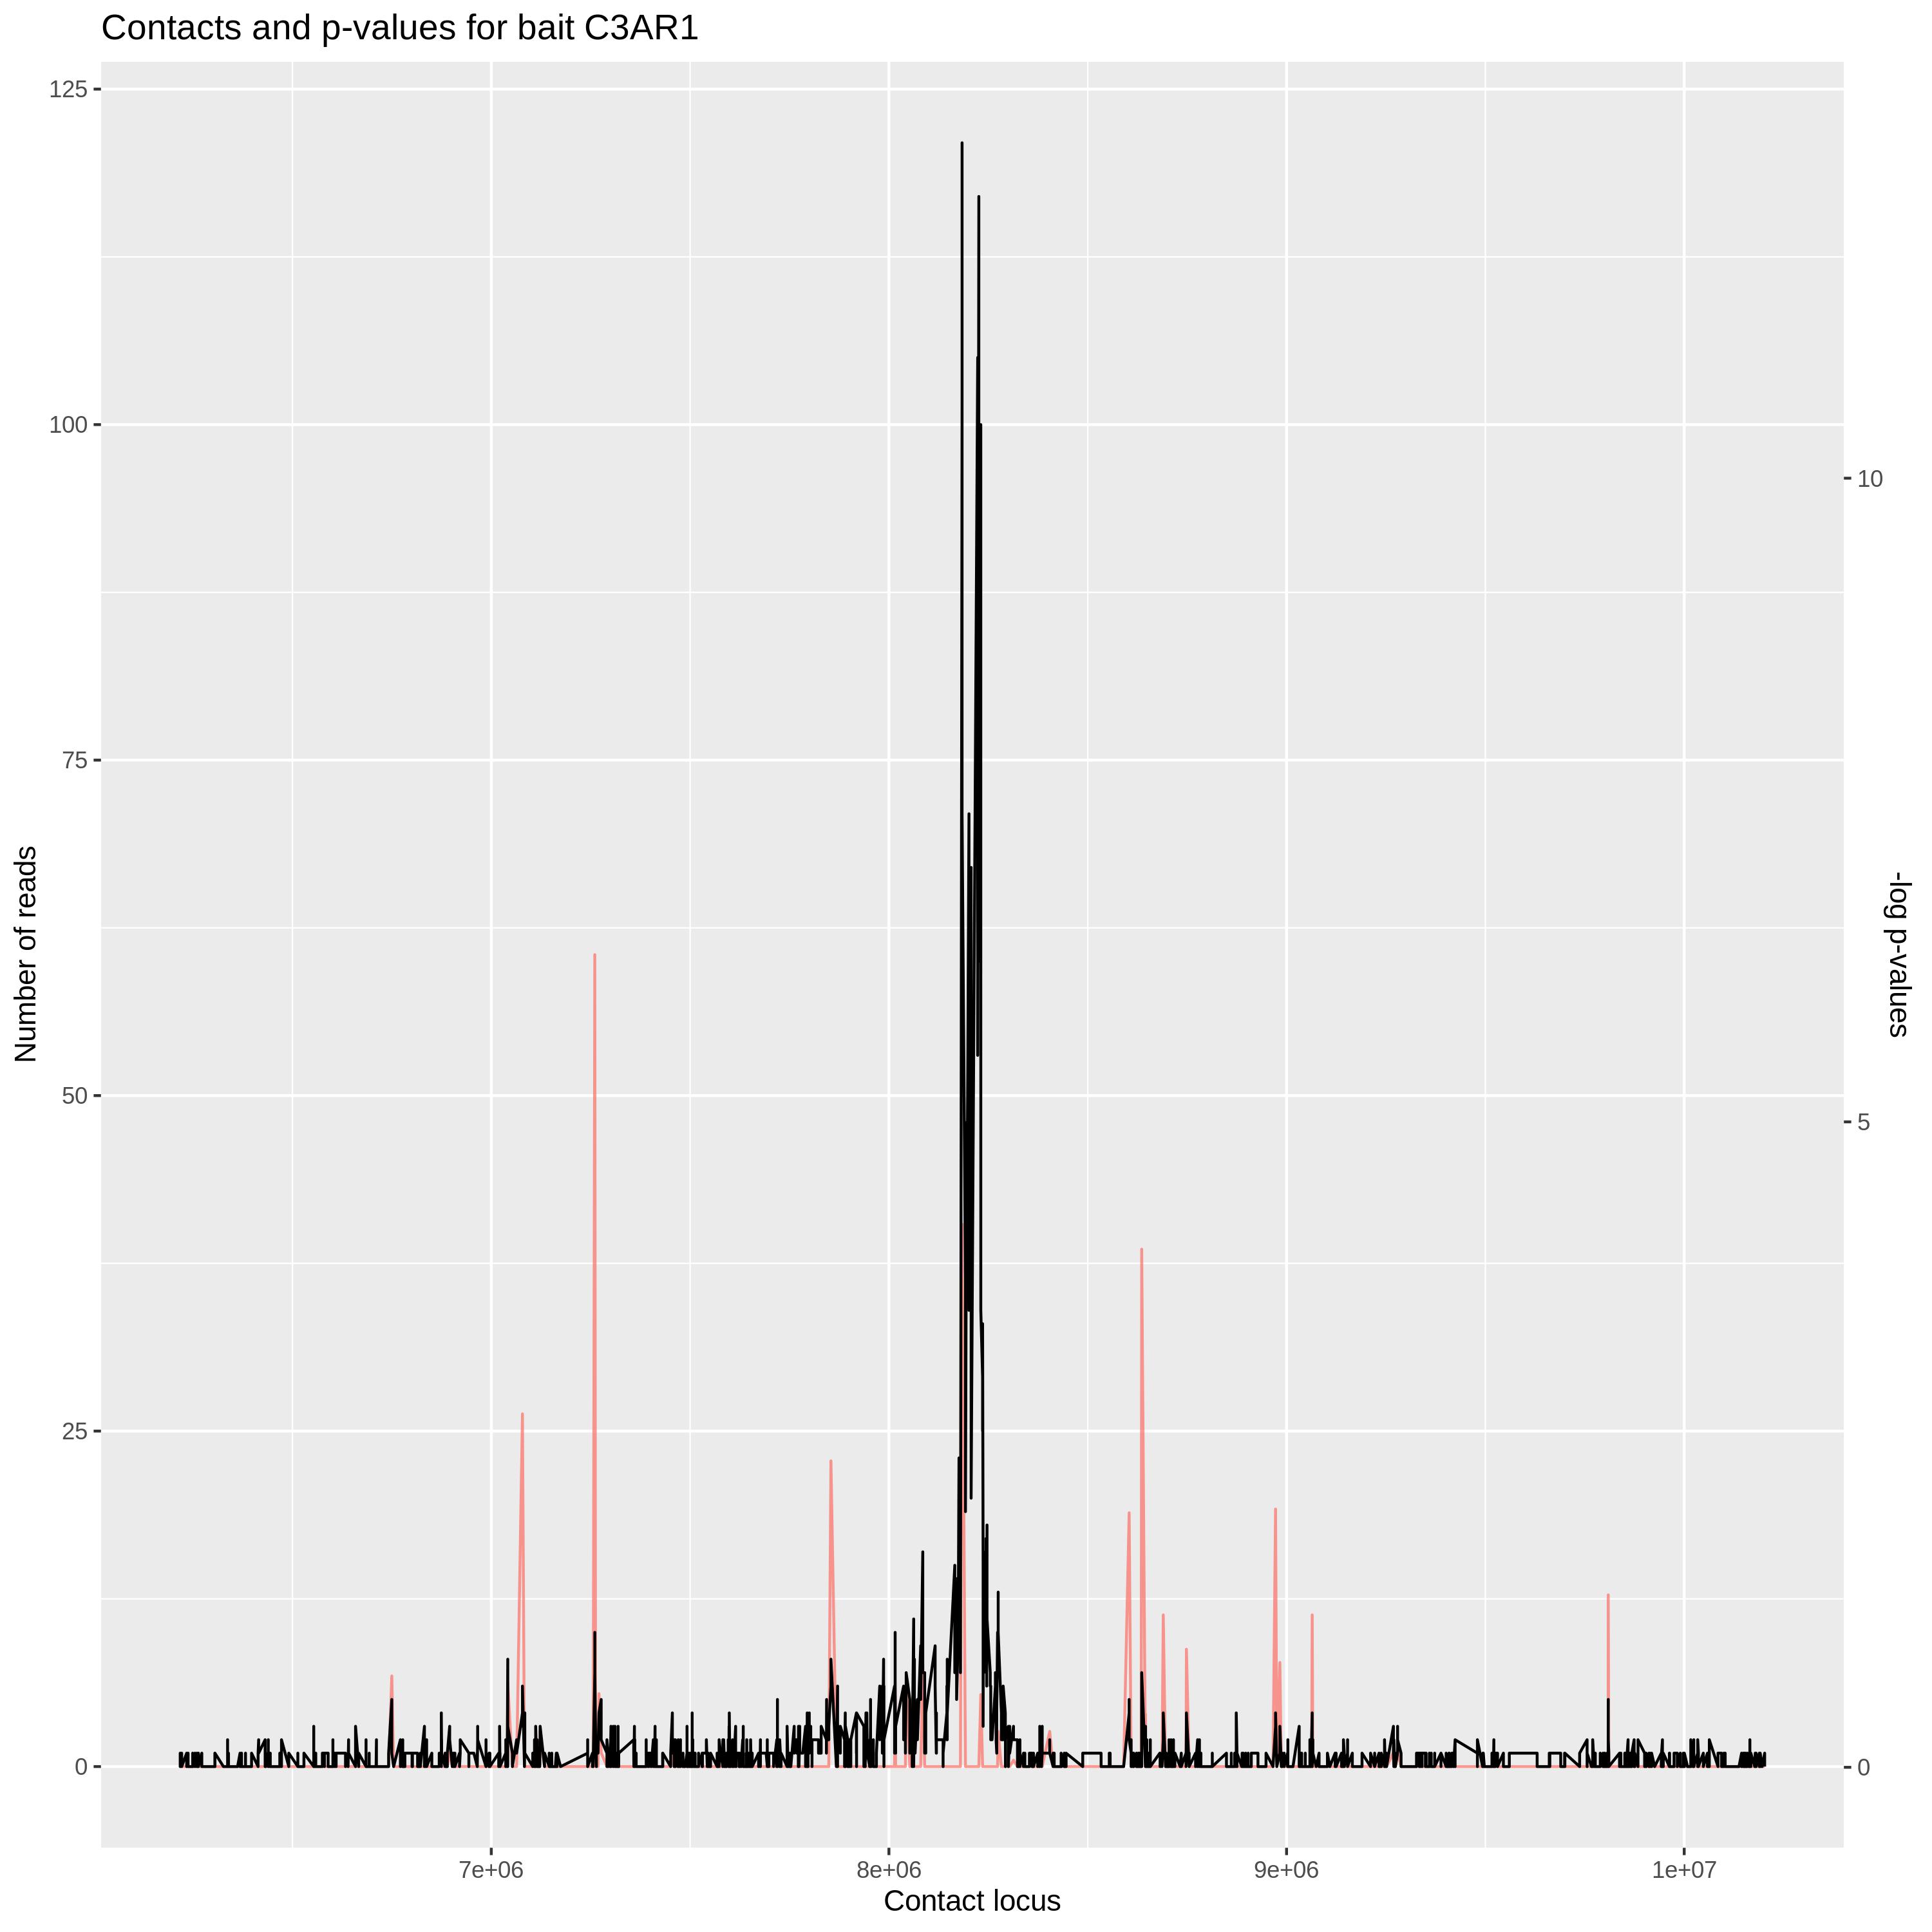 Contacts and p-values for bait C3AR1
125
100
75
50
25
0
Number of reads
10
5
0
-log p-values
7e+06
8e+06
9e+06
1e+07
Contact locus